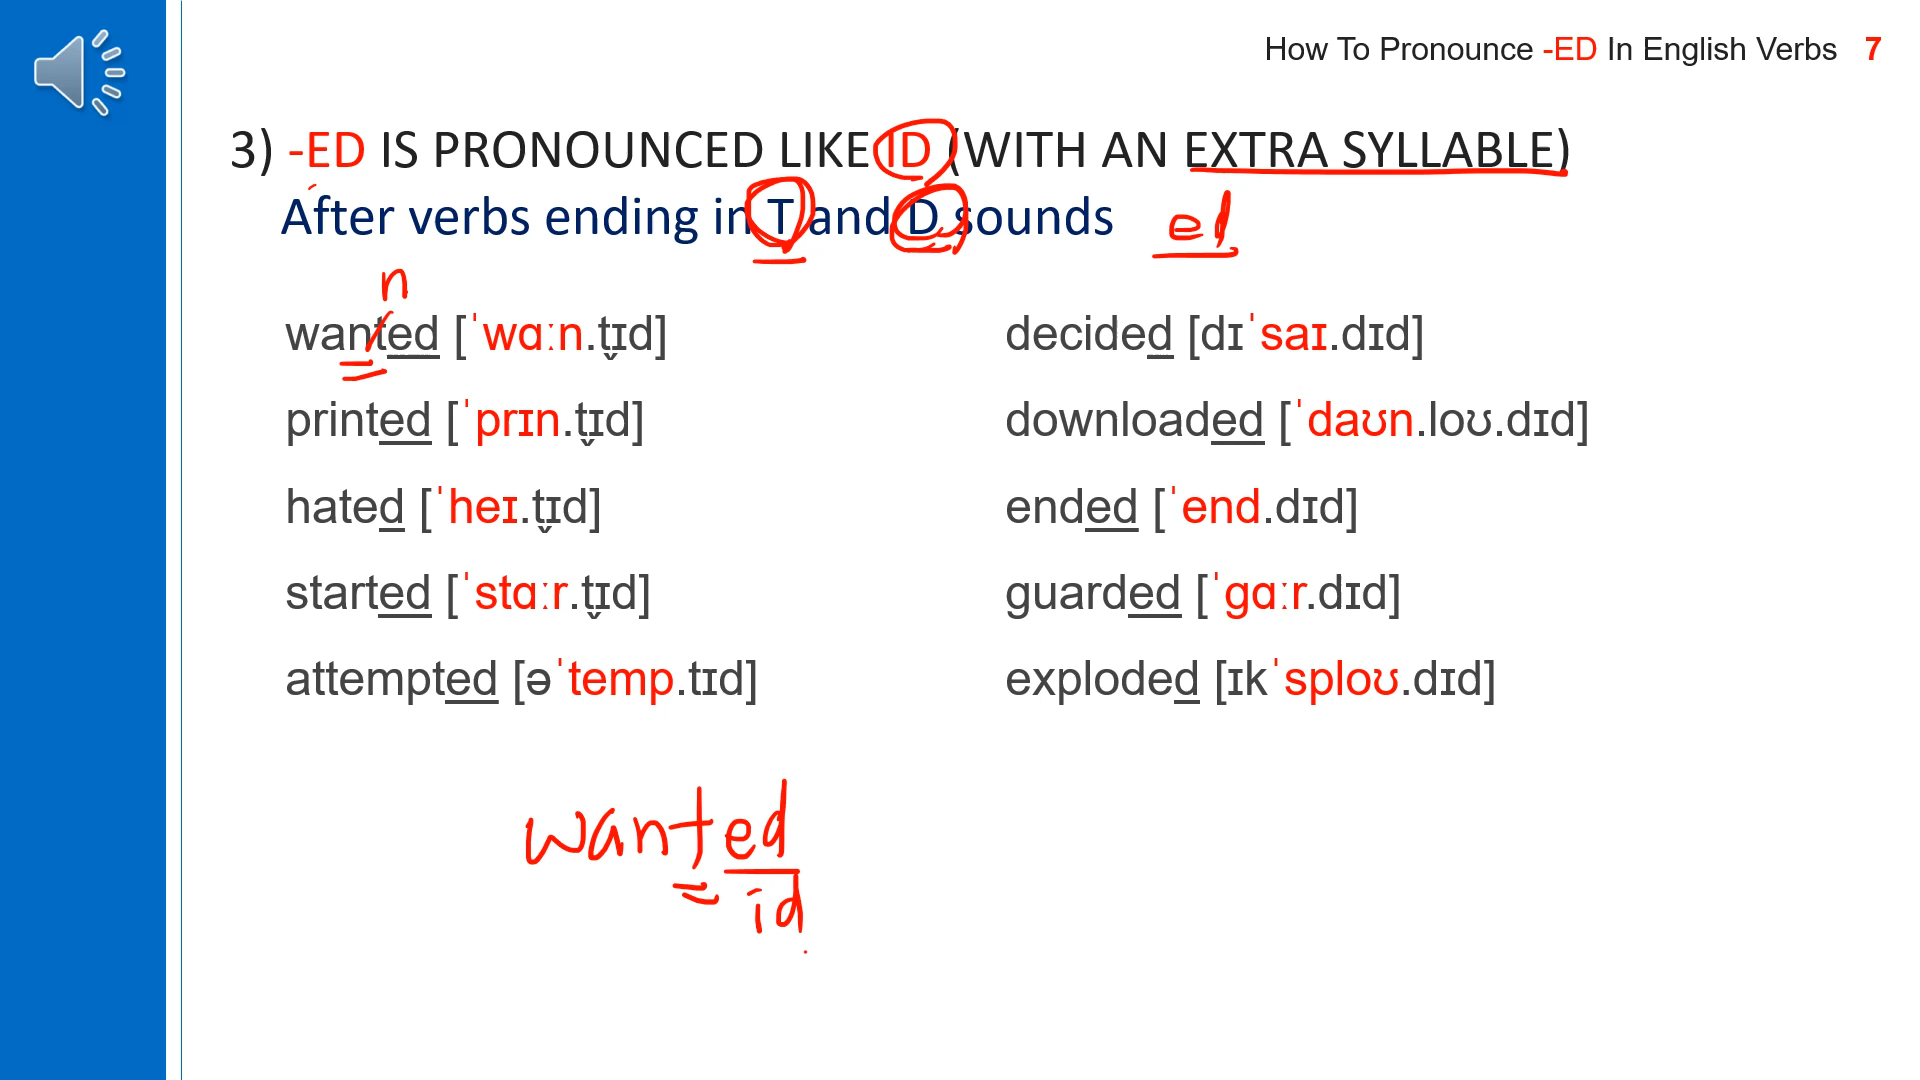 How To Pronounce -ED In English Verbs 7
3) -ED IS PRONOUNCED LIKE ID (WITH AN EXTRA SYLLABLE)
After verbs ending in T and D sounds
ed
n
wanted [ˈwɑːn.t̬ɪd]
printed [ˈprɪn.t̬ɪd]
hated [ˈheɪ.t̬ɪd]
started [ˈstɑːr.t̬ɪd]
attempted [əˈtemp.tɪd]
decided [dɪˈsaɪ.dɪd]
downloaded [ˈdaʊn.loʊ.dɪd]
ended [ˈend.dɪd]
guarded [ˈgɑːr.dɪd]
exploded [ɪkˈsploʊ.dɪd]
wanted
id